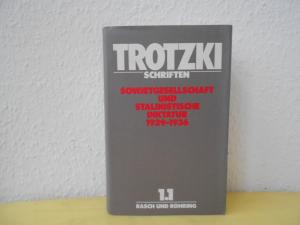 TROTZKI
SCHRIFTEN
SOWJETGESELLSCHAFT
UND
STALINISTISCHE
DIKTATUR
1929-1936
1.1
RASCH UND RÖHRING